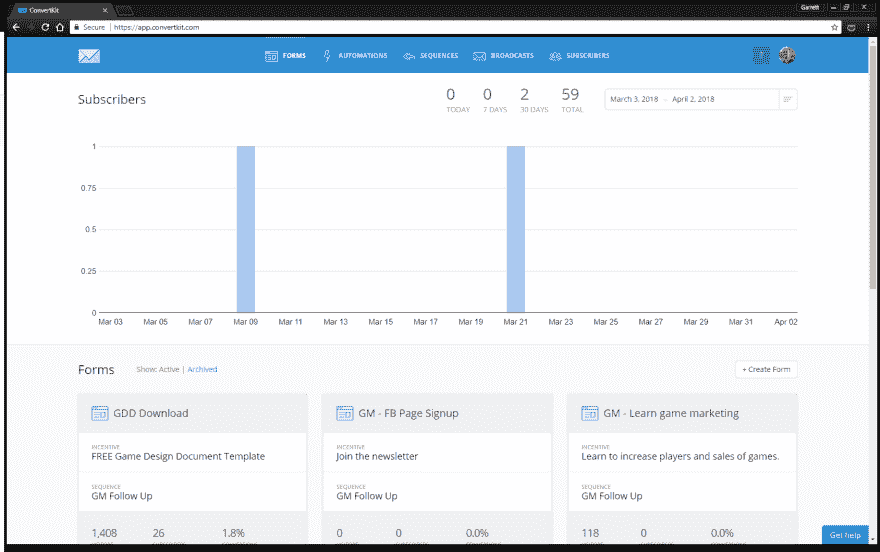 ConvertKit
Garrett
Secure | https://app.convertkit.com
FORMS AUTOMATIONS SEQUENCES BROADCASTS SUBSCRIBERS
Subscribers
0 0 2 59
TODAY 7 DAYS 30 DAYS TOTAL
March 3, 2018 – April 2, 2018
1
0.75
0.5
0.25
0
Mar 03 Mar 05 Mar 07 Mar 09 Mar 11 Mar 13 Mar 15 Mar 17 Mar 19 Mar 21 Mar 23 Mar 25 Mar 27 Mar 29 Mar 31 Apr 02
Forms Show: Active | Archived + Create Form
GDD Download
INCENTIVE
FREE Game Design Document Template
SEQUENCE
GM Follow Up
1,408 26 1.8%
GM - FB Page Signup
INCENTIVE
Join the newsletter
SEQUENCE
GM Follow Up
0 0 0.0%
GM - Learn game marketing
INCENTIVE
Learn to increase players and sales of games.
SEQUENCE
GM Follow Up
118 0 0.0%
Get help